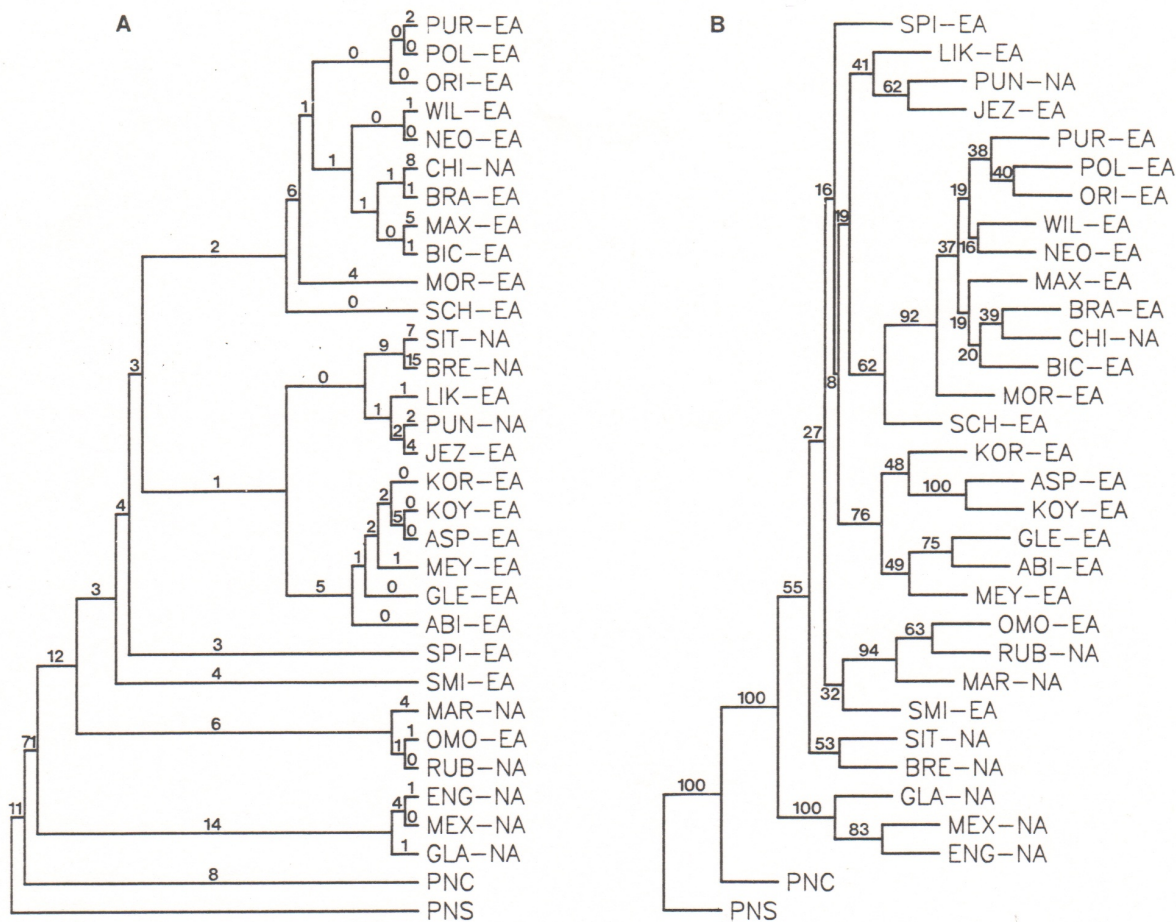 A
2
PUR–EA
0
0
0
POL–EA
0
ORI–EA
1
1
WIL–EA
0
0
NEO–EA
1
8
CHI–NA
1
1
BRA–EA
6
1
5
MAX–EA
0
1
BIC–EA
2
4
MOR–EA
0
SCH–EA
7
SIT–NA
9
15
BRE–NA
3
0
1
LIK–EA
1
2
PUN–NA
2
4
JEZ–EA
0
KOR–EA
1
2
0
KOY–EA
4
5
0
ASP–EA
2
1
MEY–EA
1
0
GLE–EA
5
0
ABI–EA
3
3
SPI–EA
12
4
SMI–EA
4
MAR–NA
6
1
OMO–EA
1
0
RUB–NA
71
1
ENG–NA
4
0
MEX–NA
14
1
GLA–NA
11
8
PNC
PNS
B
SPI–EA
LIK–EA
41
PUN–NA
62
JEZ–EA
PUR–EA
38
POL–EA
40
ORI–EA
16
19
WIL–EA
19
NEO–EA
37
16
MAX–EA
BRA–EA
39
92
19
CHI–NA
20
BIC–EA
62
8
MOR–EA
SCH–EA
27
KOR–EA
48
ASP–EA
100
KOY–EA
76
GLE–EA
75
ABI–EA
49
MEY–EA
55
OMO–EA
63
RUB–NA
94
MAR–NA
32
SMI–EA
100
SIT–NA
53
BRE–NA
100
GLA–NA
100
MEX–NA
83
ENG–NA
PNC
PNS